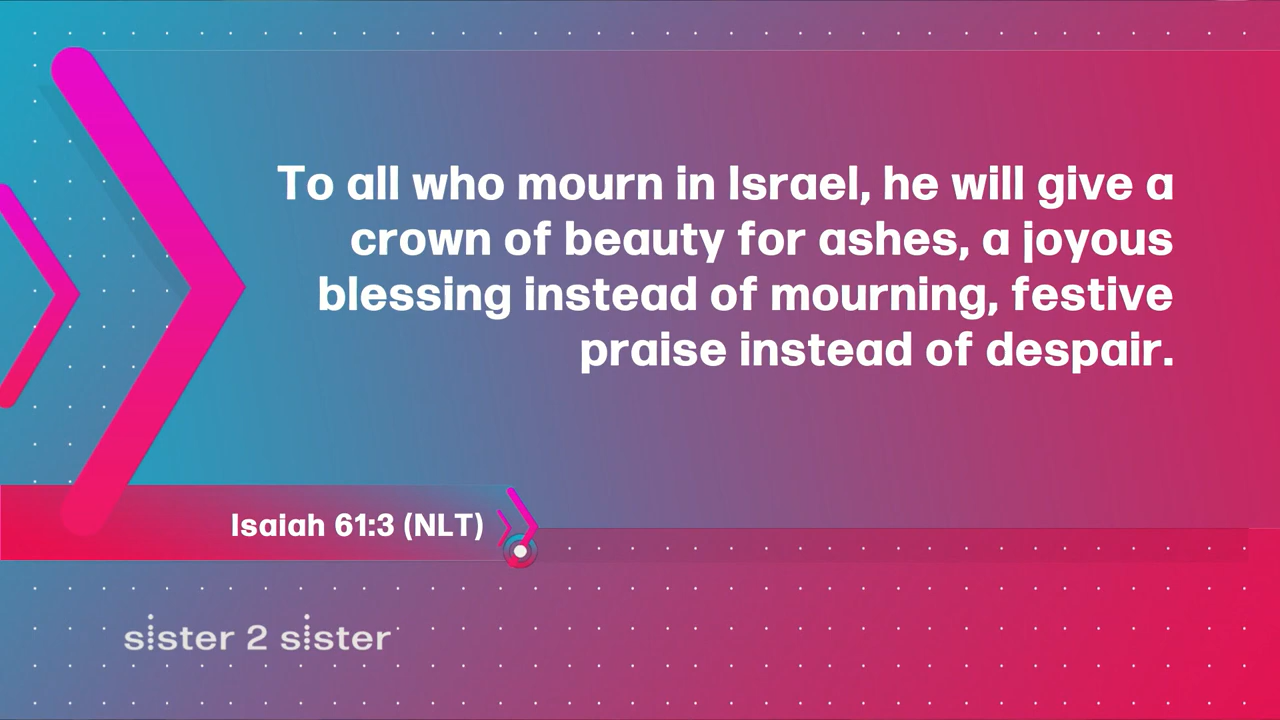 To all who mourn in Israel, he will give a
crown of beauty for ashes, a joyous
blessing instead of mourning, festive
praise instead of despair.
Isaiah 61:3 (NLT)
sister 2 sister